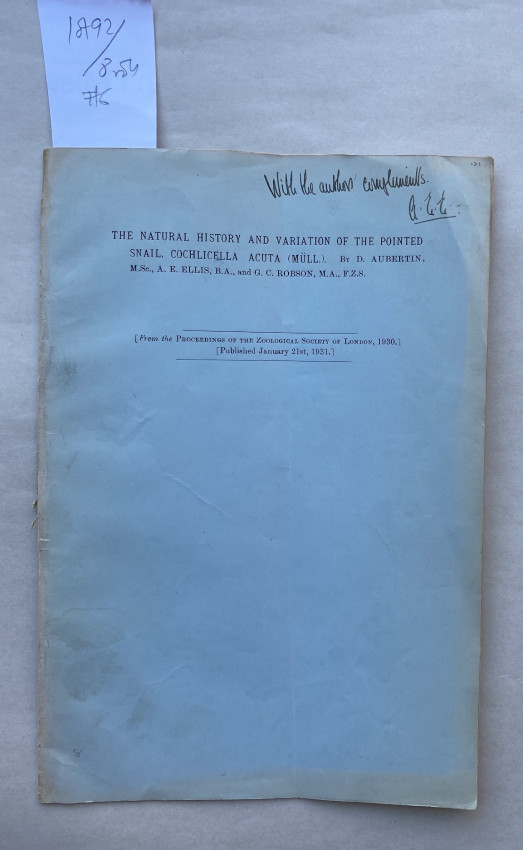 1892/
8204
#6
With the authors' compliments.
A.E.E.
THE NATURAL HISTORY AND VARIATION OF THE POINTED
SNAIL, COCHLICELLA ACUTA (MÜLL.). By D. AUBERTIN,
M.Sc., A. E. ELLIS, B.A., and G. C. ROBSON, M.A., F.Z.S.
[From the PROCEEDINGS OF THE ZOOLOGICAL SOCIETY OF LONDON, 1930.]
[Published January 21st, 1931.]